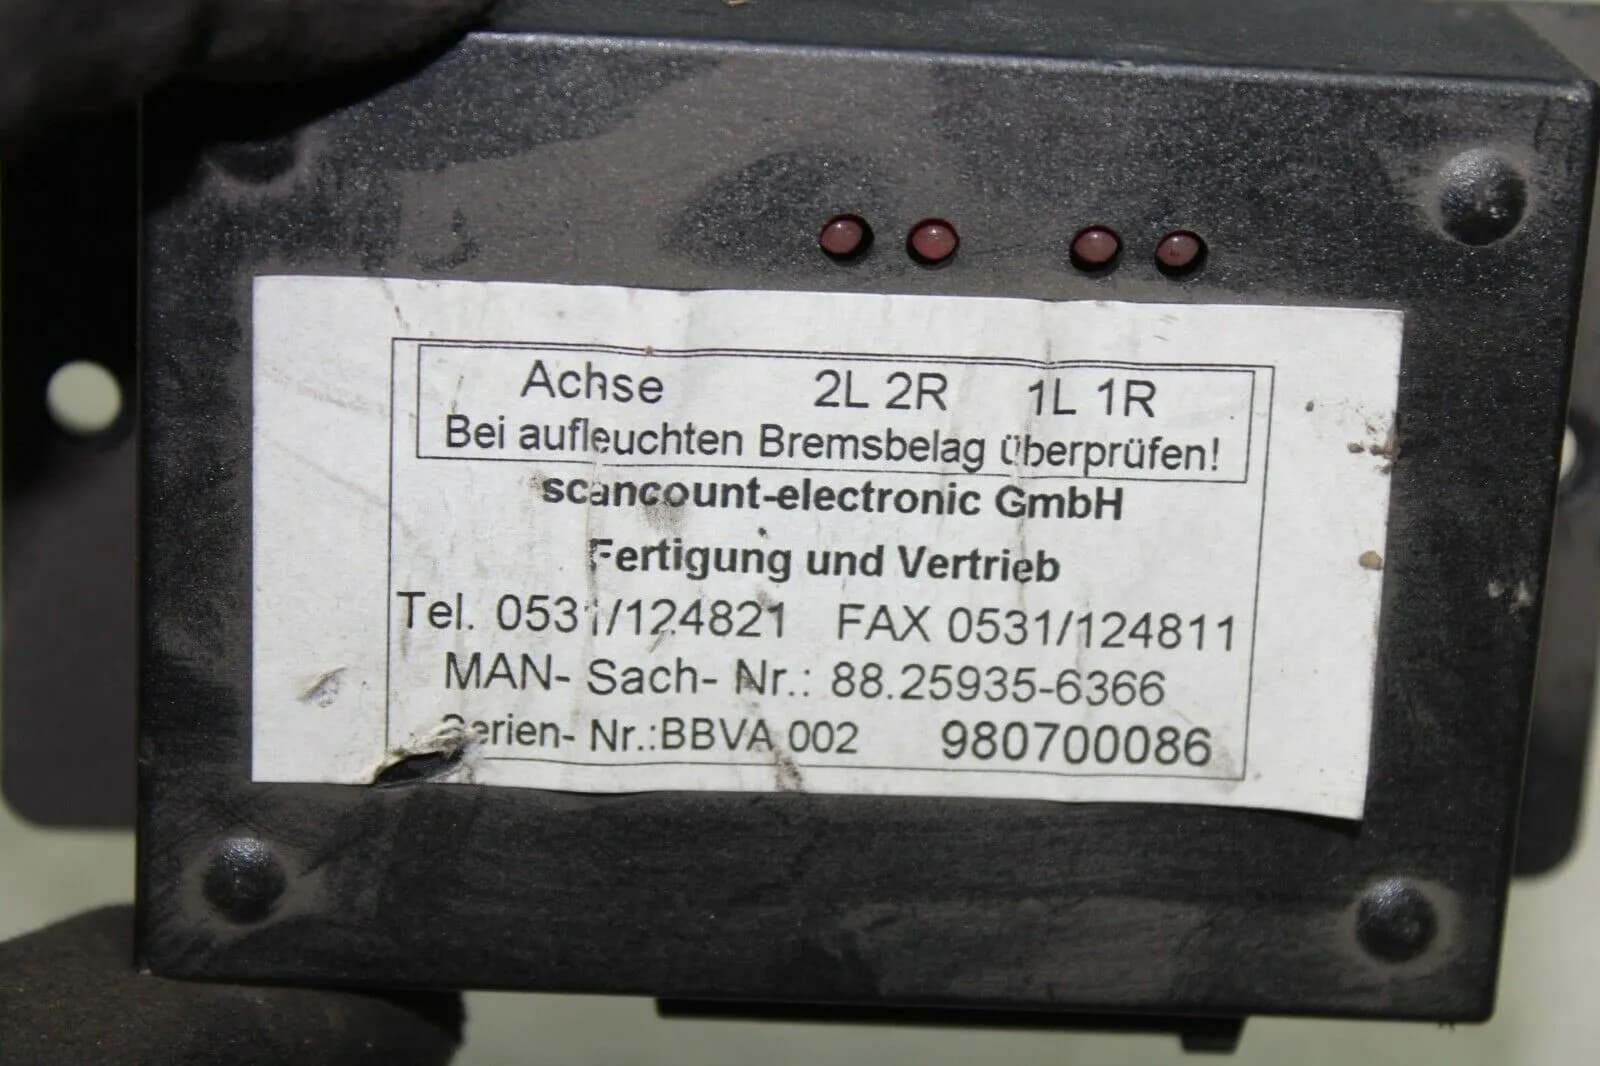 Achse 2L 2R 1L 1R
Bei aufleuchten Bremsbelag überprüfen!
scancount-electronic GmbH
Fertigung und Vertrieb
Tel. 0531/124821 FAX 0531/124811
MAN- Sach- Nr.: 88.25935-6366
Serien- Nr.:BBVA 002 980700086